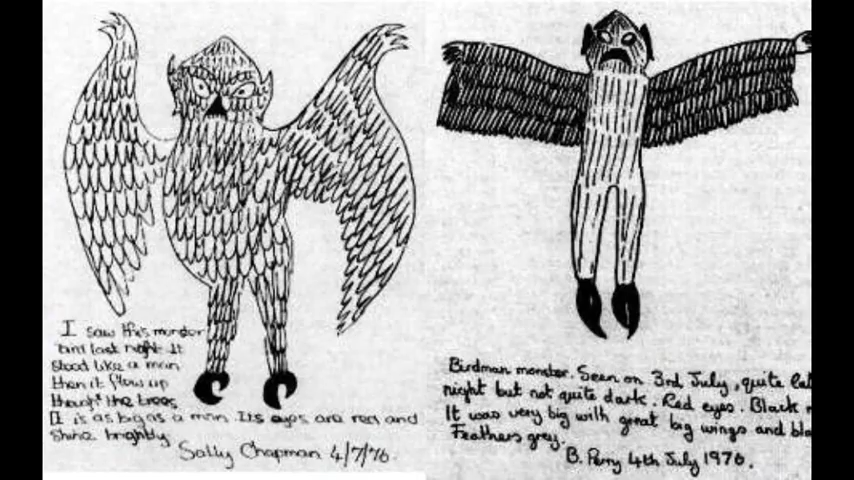 I saw this monster
bird last night. It
stood like a man
then it flew up
through the trees
It is as big as a man. Its eyes are red and
shine brightly
Sally Chapman 4/7/76.
Birdman monster. Seen on 3rd July, quite lat
night but not quite dark. Red eyes. Black m
It was very big with great big wings and bla
Feathers grey.
B. Perry 4th July 1976.